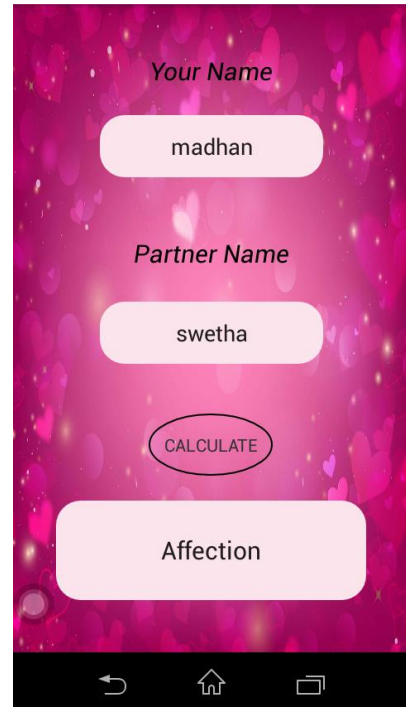 Your Name
madhan
Partner Name
swetha
CALCULATE
Affection